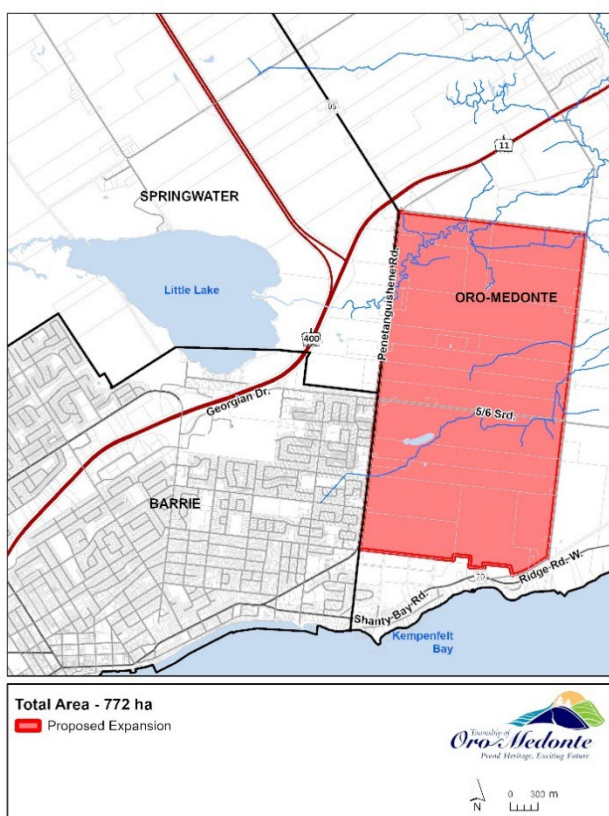 93
11
SPRINGWATER
Little Lake
ORO-MEDONTE
Penetanguishene Rd.
400
Georgian Dr.
5/6 Srd.
BARRIE
20
Ridge Rd. W.
Shanty Bay Rd.
Kempenfelt
Bay
Total Area - 772 ha
Proposed Expansion
Township of
Oro-Medonte
Proud Heritage, Exciting Future
N
0 300 m